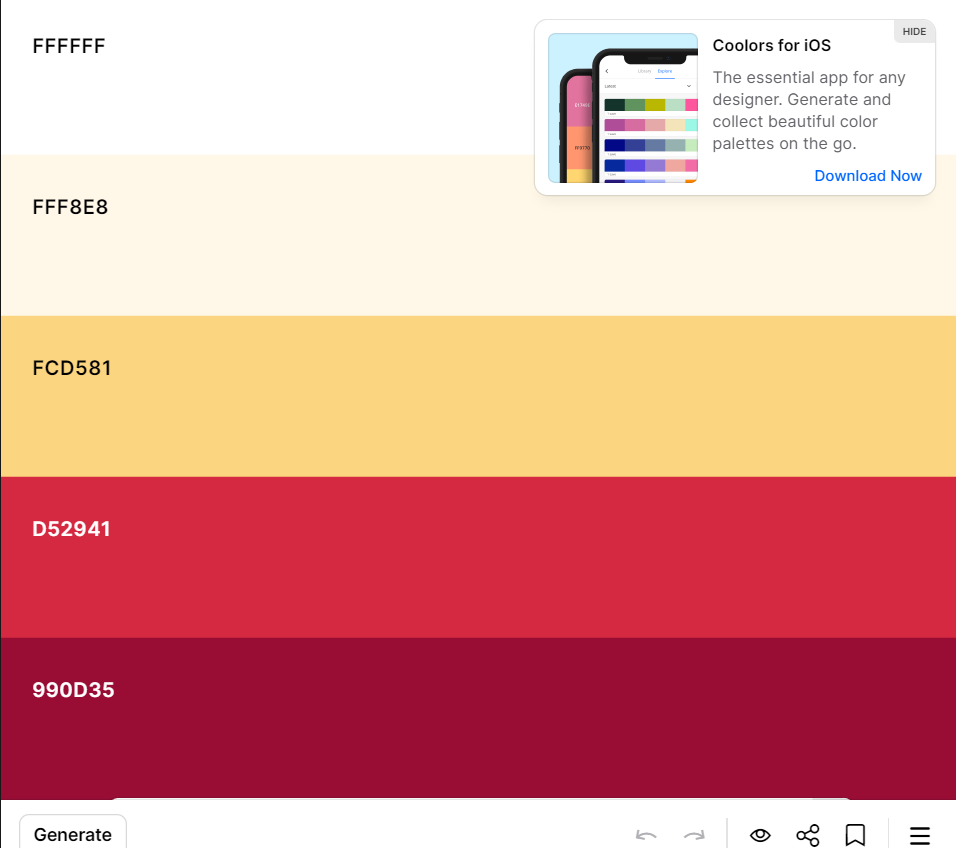 FFFFFF
HIDE
Coolors for iOS
The essential app for any
designer. Generate and
collect beautiful color
palettes on the go.
Download Now
FFF8E8
FCD581
D52941
990D35
Generate